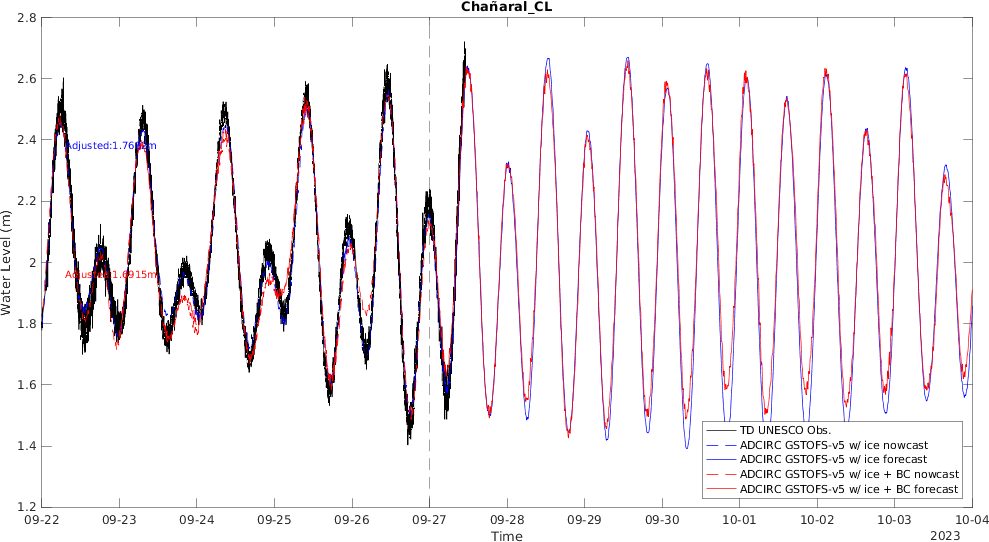 Chañaral_CL
2.8
2.6
2.4
2.2
2
1.8
1.6
1.4
1.2
Water Level (m)
Adjusted:1.76
Adjusted:1.6915m
TD UNESCO Obs.
ADCIRC GSTOFS-v5 w/ ice nowcast
ADCIRC GSTOFS-v5 w/ ice forecast
ADCIRC GSTOFS-v5 w/ ice + BC nowcast
ADCIRC GSTOFS-v5 w/ ice + BC forecast
09-22 09-23 09-24 09-25 09-26 09-27 09-28 09-29 09-30 10-01 10-02 10-03 10-04
Time
2023